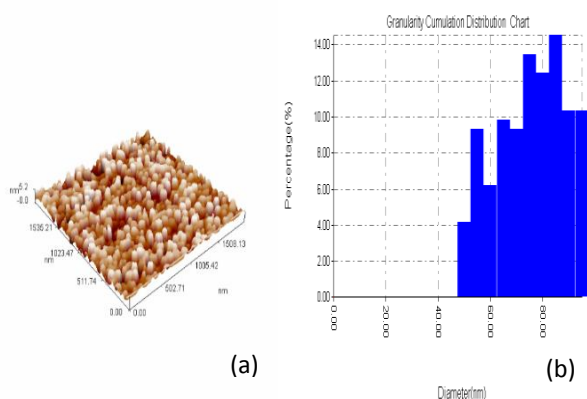 Granularity Cumulation Distribution Chart
14.00
12.00
10.00
8.00
6.00
4.00
2.00
0.00
Percentage(%)
0.00
20.00
40.00
60.00
80.00
Diameter(nm)
(b)
nm
5.2
-0.0
1535.21
1023.47
nm
511.74
0.00
0.00
502.71
1005.42
nm
1508.13
(a)